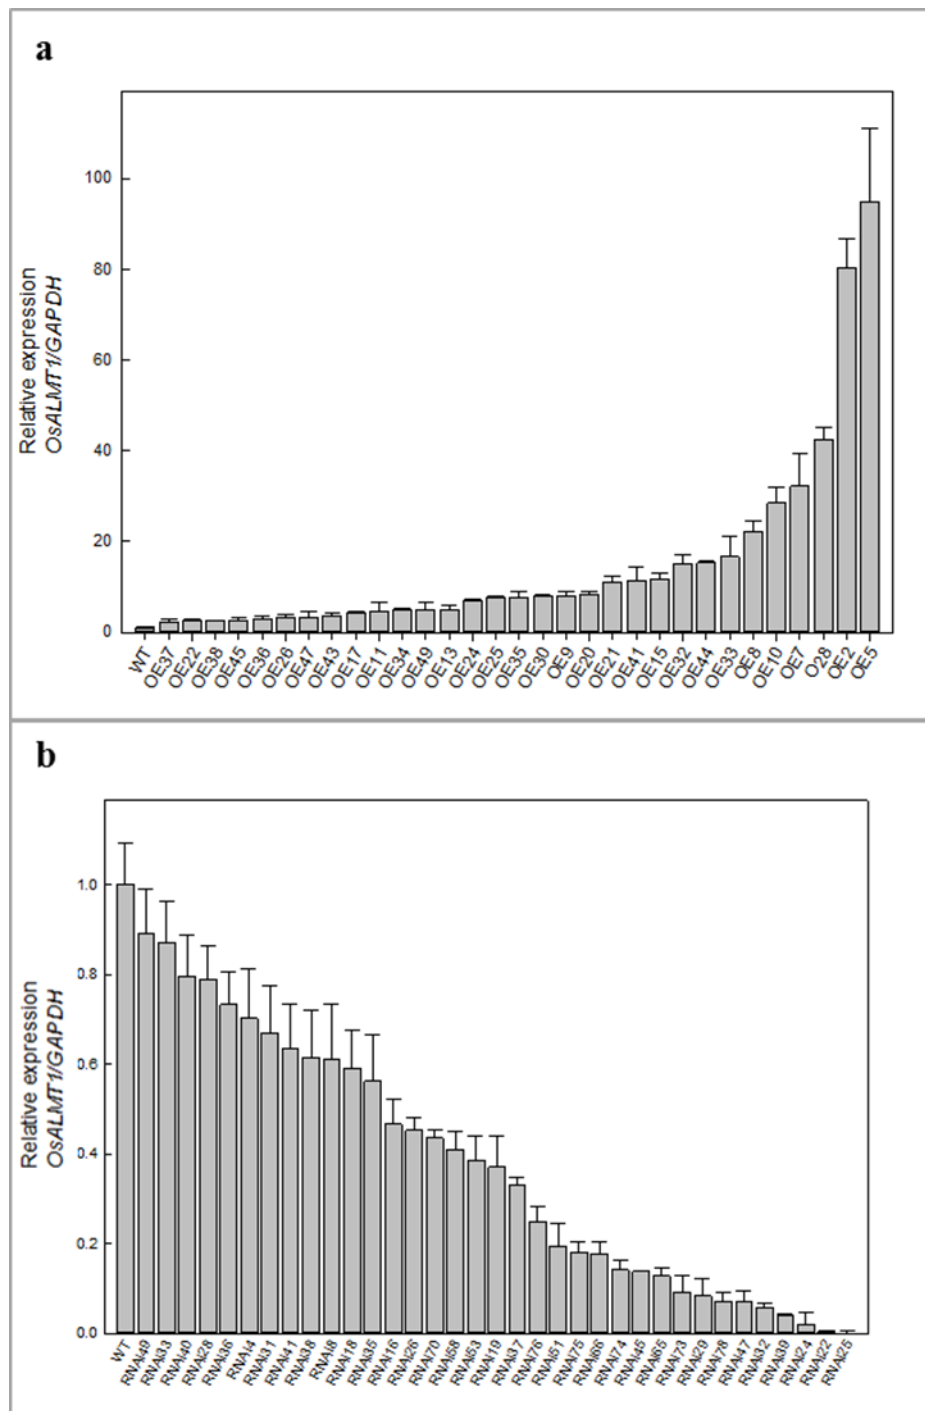 a
100
80
60
40
20
0
Relative expression
OsALMT1/GAPDH
WT OE37 OE22 OE38 OE45 OE36 OE26 OE47 OE43 OE17 OE11 OE34 OE49 OE13 OE24 OE25 OE35 OE30 OE9 OE20 OE21 OE41 OE15 OE32 OE44 OE33 OE8 OE10 OE7 O28 OE2 OE5
b
1.0
0.8
0.6
0.4
0.2
0.0
Relative expression
OsALMT1/GAPDH
WT RNAi49 RNAi33 RNAi40 RNAi28 RNAi36 RNAi4 RNAi31 RNAi41 RNAi38 RNAi8 RNAi18 RNAi35 RNAi16 RNAi26 RNAi70 RNAi58 RNAi53 RNAi19 RNAi37 RNAi76 RNAi51 RNAi75 RNAi66 RNAi74 RNAi45 RNAi65 RNAi73 RNAi29 RNAi78 RNAi47 RNAi32 RNAi39 RNAi24 RNAi22 RNAi25